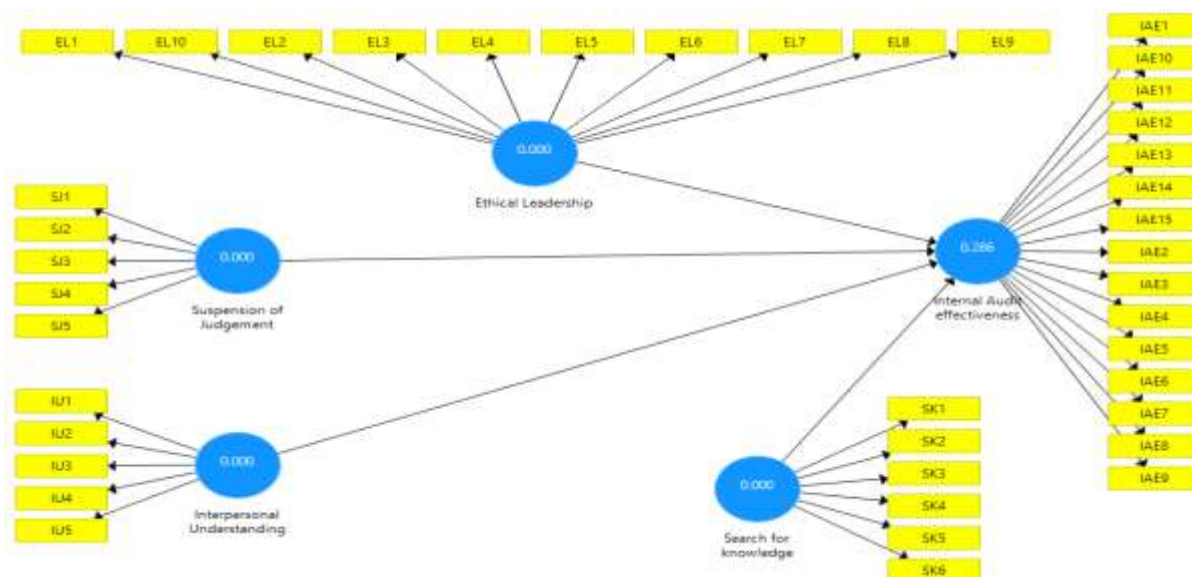 EL1 EL10 EL2 EL3 EL4 EL5 EL6 EL7 EL8 EL9
0.000
Ethical Leadership
SJ1
SJ2
SJ3
SJ4
SJ5
0.000
Suspension of
Judgement
IU1
IU2
IU3
IU4
IU5
0.000
Interpersonal
Understanding
0.000
Search for
knowledge
SK1
SK2
SK3
SK4
SK5
SK6
0.286
Internal Audit
effectiveness
IAE1
IAE10
IAE11
IAE12
IAE13
IAE14
IAE15
IAE2
IAE3
IAE4
IAE5
IAE6
IAE7
IAE8
IAE9